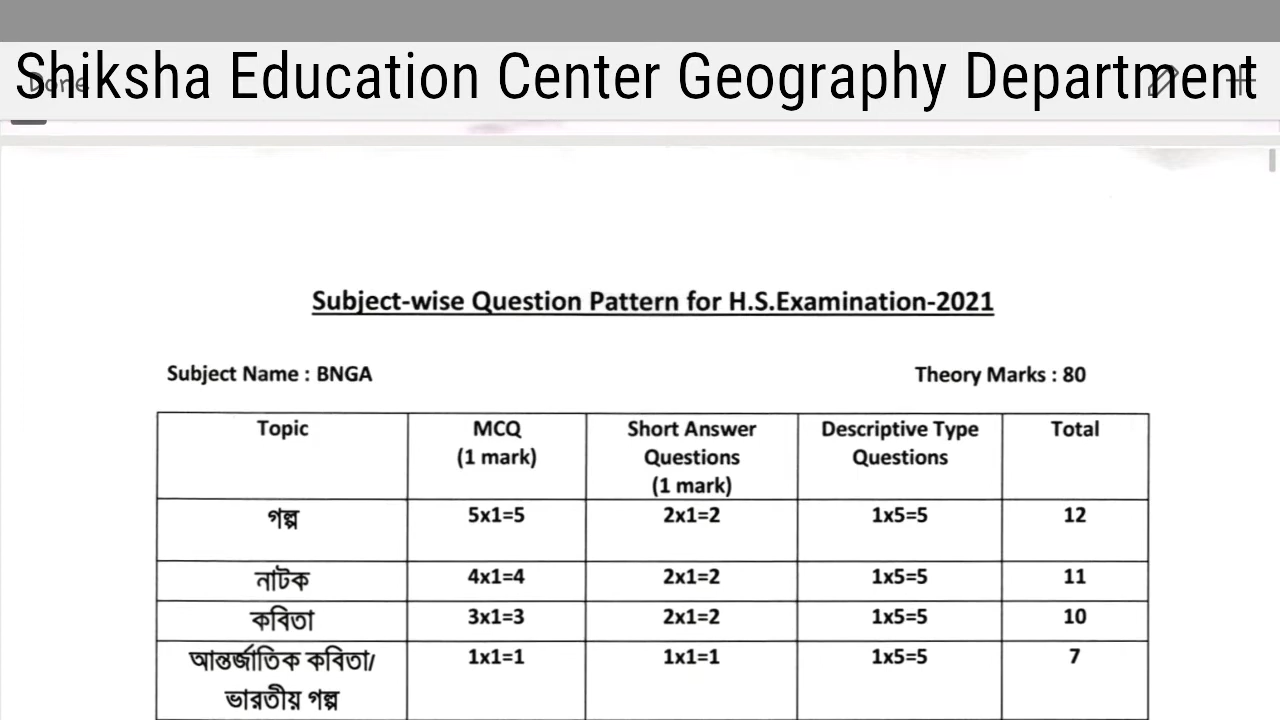 Shiksha Education Center Geography Department
Done
Subject-wise Question Pattern for H.S.Examination-2021
Subject Name : BNGA Theory Marks : 80
Topic MCQ (1 mark) Short Answer Questions (1 mark) Descriptive Type Questions Total
গল্প 5x1=5 2x1=2 1x5=5 12
নাটক 4x1=4 2x1=2 1x5=5 11
কবিতা 3x1=3 2x1=2 1x5=5 10
আন্তর্জাতিক কবিতা/ 1x1=1 1x1=1 1x5=5 7
ভারতীয় গল্প